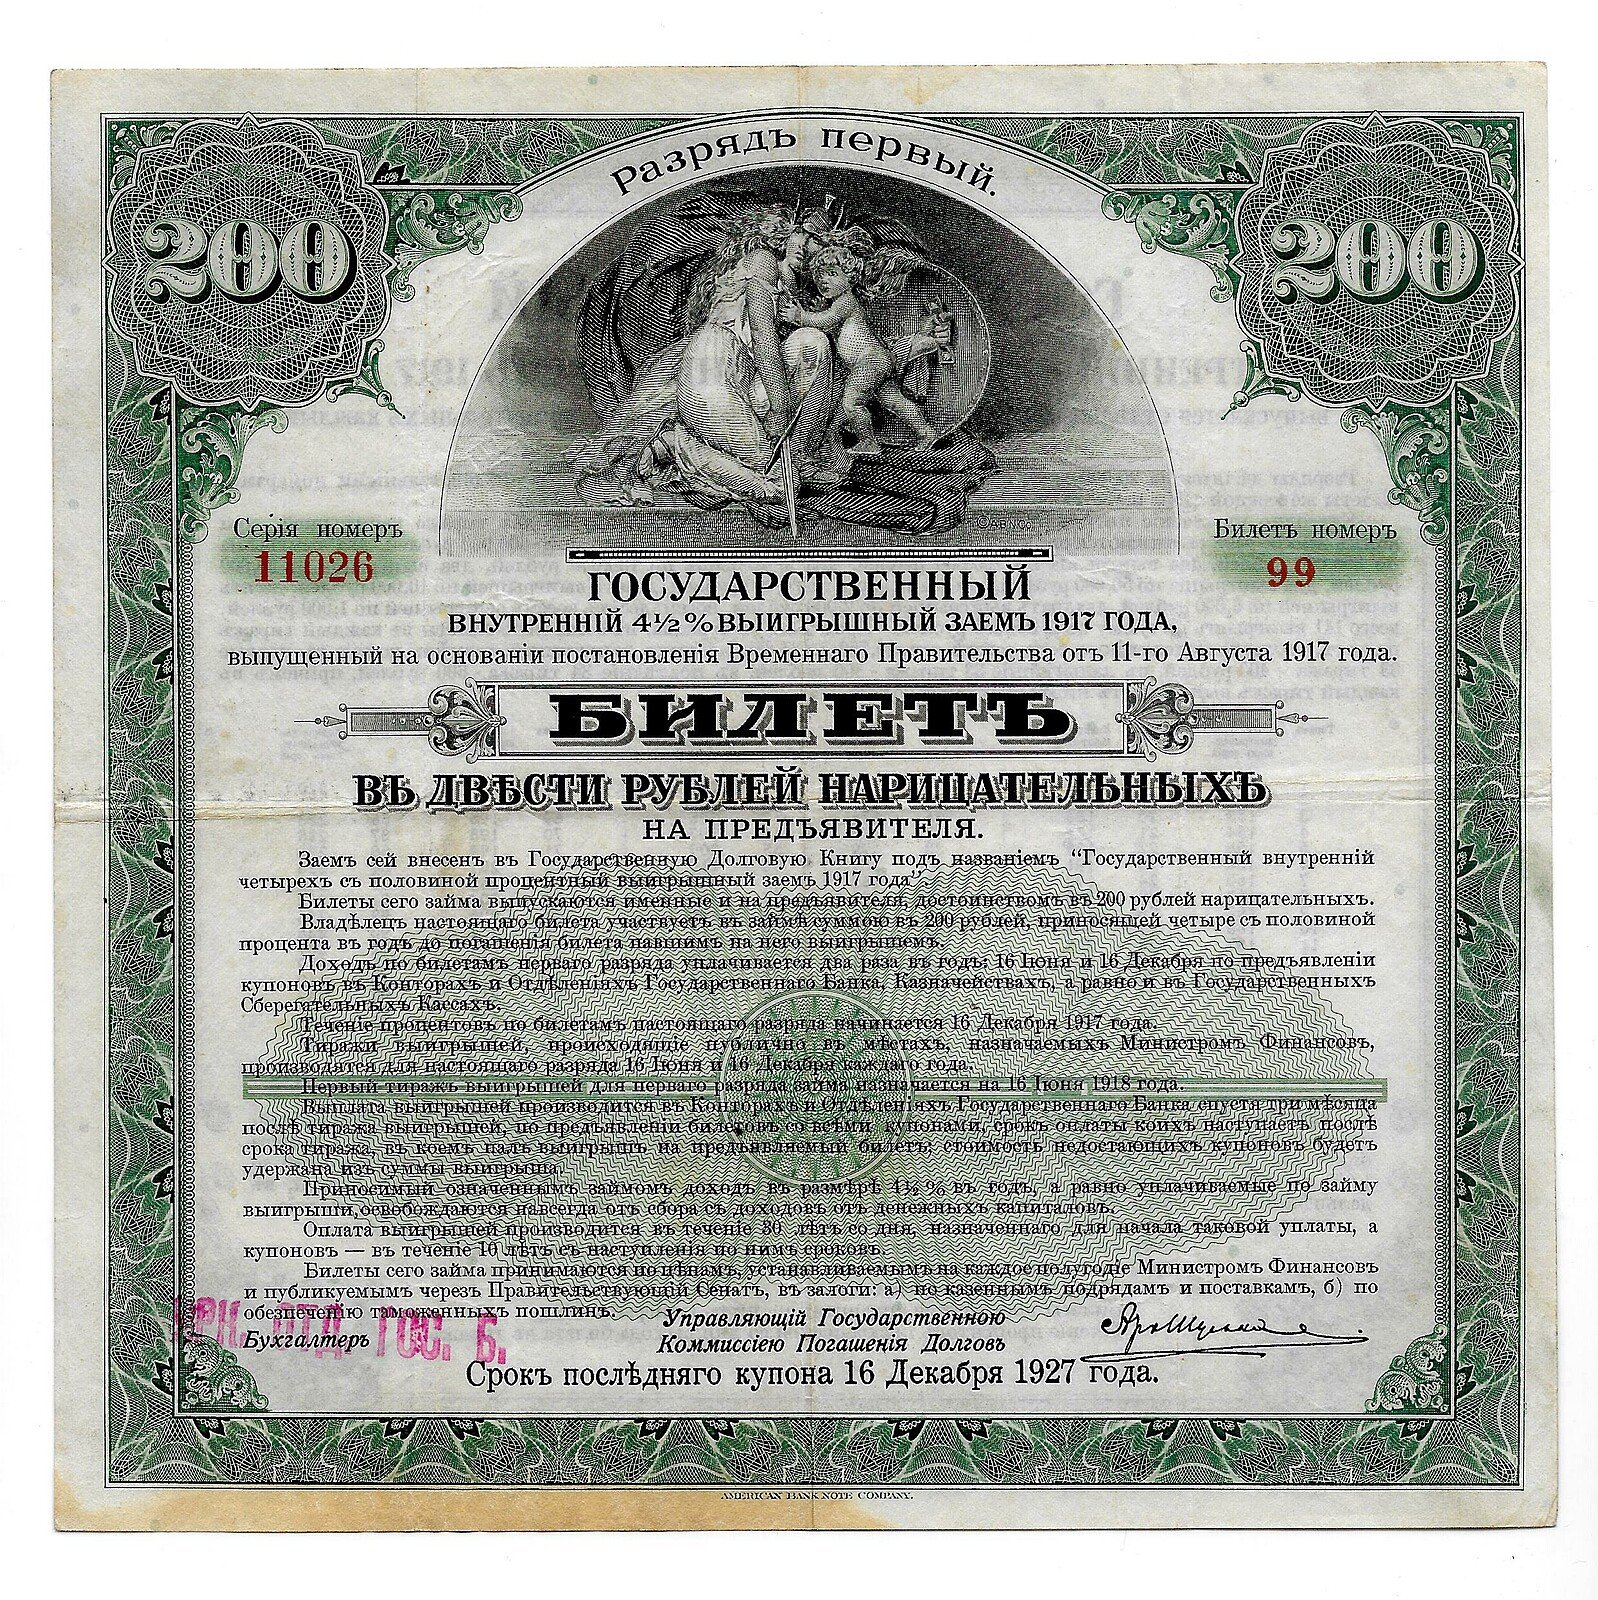 Разрядъ первый.
200
200
©ABNCo.
Серія номеръ
11026
Билетъ номеръ
99
ГОСУДАРСТВЕННЫЙ
ВНУТРЕННІЙ 4½% ВЫИГРЫШНЫЙ ЗАЕМЪ 1917 ГОДА,
выпущенный на основаніи постановленія Временнаго Правительства отъ 11-го Августа 1917 года.
БИЛЕТЪ
ВЪ ДВѢСТИ РУБЛЕЙ НАРИЦАТЕЛЬНЫХЪ
НА ПРЕДЪЯВИТЕЛЯ.
Заемъ сей внесенъ въ Государственную Долговую Книгу подъ названіемъ "Государственный внутренній
четырехъ съ половиной процентный выигрышный заемъ 1917 года".
Билеты сего займа выпускаются именные и на предъявителя, достоинствомъ въ 200 рублей нарицательныхъ.
Владѣлецъ настоящаго билета участвуетъ въ займѣ суммою въ 200 рублей, приносящей четыре съ половиной
процента въ годъ до погашенія билета павшимъ на него выигрышемъ.
Доходъ по билетамъ перваго разряда уплачивается два раза въ годъ: 16 Іюня и 16 Декабря по предъявленіи
купоновъ въ Конторахъ и Отдѣленіяхъ Государственнаго Банка, Казначействахъ, а равно и въ Государственныхъ
Сберегательныхъ Кассахъ.
Теченіе процентовъ по билетамъ настоящаго разряда начинается 16 Декабря 1917 года.
Тиражи выигрышей, происходящіе публично въ мѣстахъ, назначаемыхъ Министромъ Финансовъ,
производятся для настоящаго разряда 16 Іюня и 16 Декабря каждаго года.
Первый тиражъ выигрышей для перваго разряда займа назначается на 16 Іюня 1918 года.
Выплата выигрышей производится въ Конторахъ и Отдѣленіяхъ Государственнаго Банка спустя три мѣсяца
послѣ тиража выигрышей, по предъявленіи билетовъ со всѣми купонами, срокъ оплаты коихъ наступаетъ послѣ
срока тиража, въ коемъ палъ выигрышъ на предъявляемый билетъ; стоимость недостающихъ купоновъ будетъ
удержана изъ суммы выигрыша.
Приносимый означеннымъ займомъ доходъ въ размѣрѣ 4½% въ годъ, а равно уплачиваемые по займу
выигрыши, освобождаются навсегда отъ сбора съ доходовъ отъ денежныхъ капиталовъ.
Оплата выигрышей производится въ теченіе 30 лѣтъ со дня, назначеннаго для начала таковой уплаты, а
купоновъ — въ теченіе 10 лѣтъ съ наступленія по нимъ сроковъ.
Билеты сего займа принимаются по цѣнамъ, устанавливаемымъ на каждое полугодіе Министромъ Финансовъ
и публикуемымъ черезъ Правительствующій Сенатъ, въ залоги: а) по казеннымъ подрядамъ и поставкамъ, б) по
обезпеченію таможенныхъ пошлинъ.
ИРК. ОТД. ГОС. Б.
Бухгалтеръ
Управляющій Государственною
Коммиссіею Погашенія Долговъ
Срокъ послѣдняго купона 16 Декабря 1927 года.
AMERICAN BANK NOTE COMPANY.